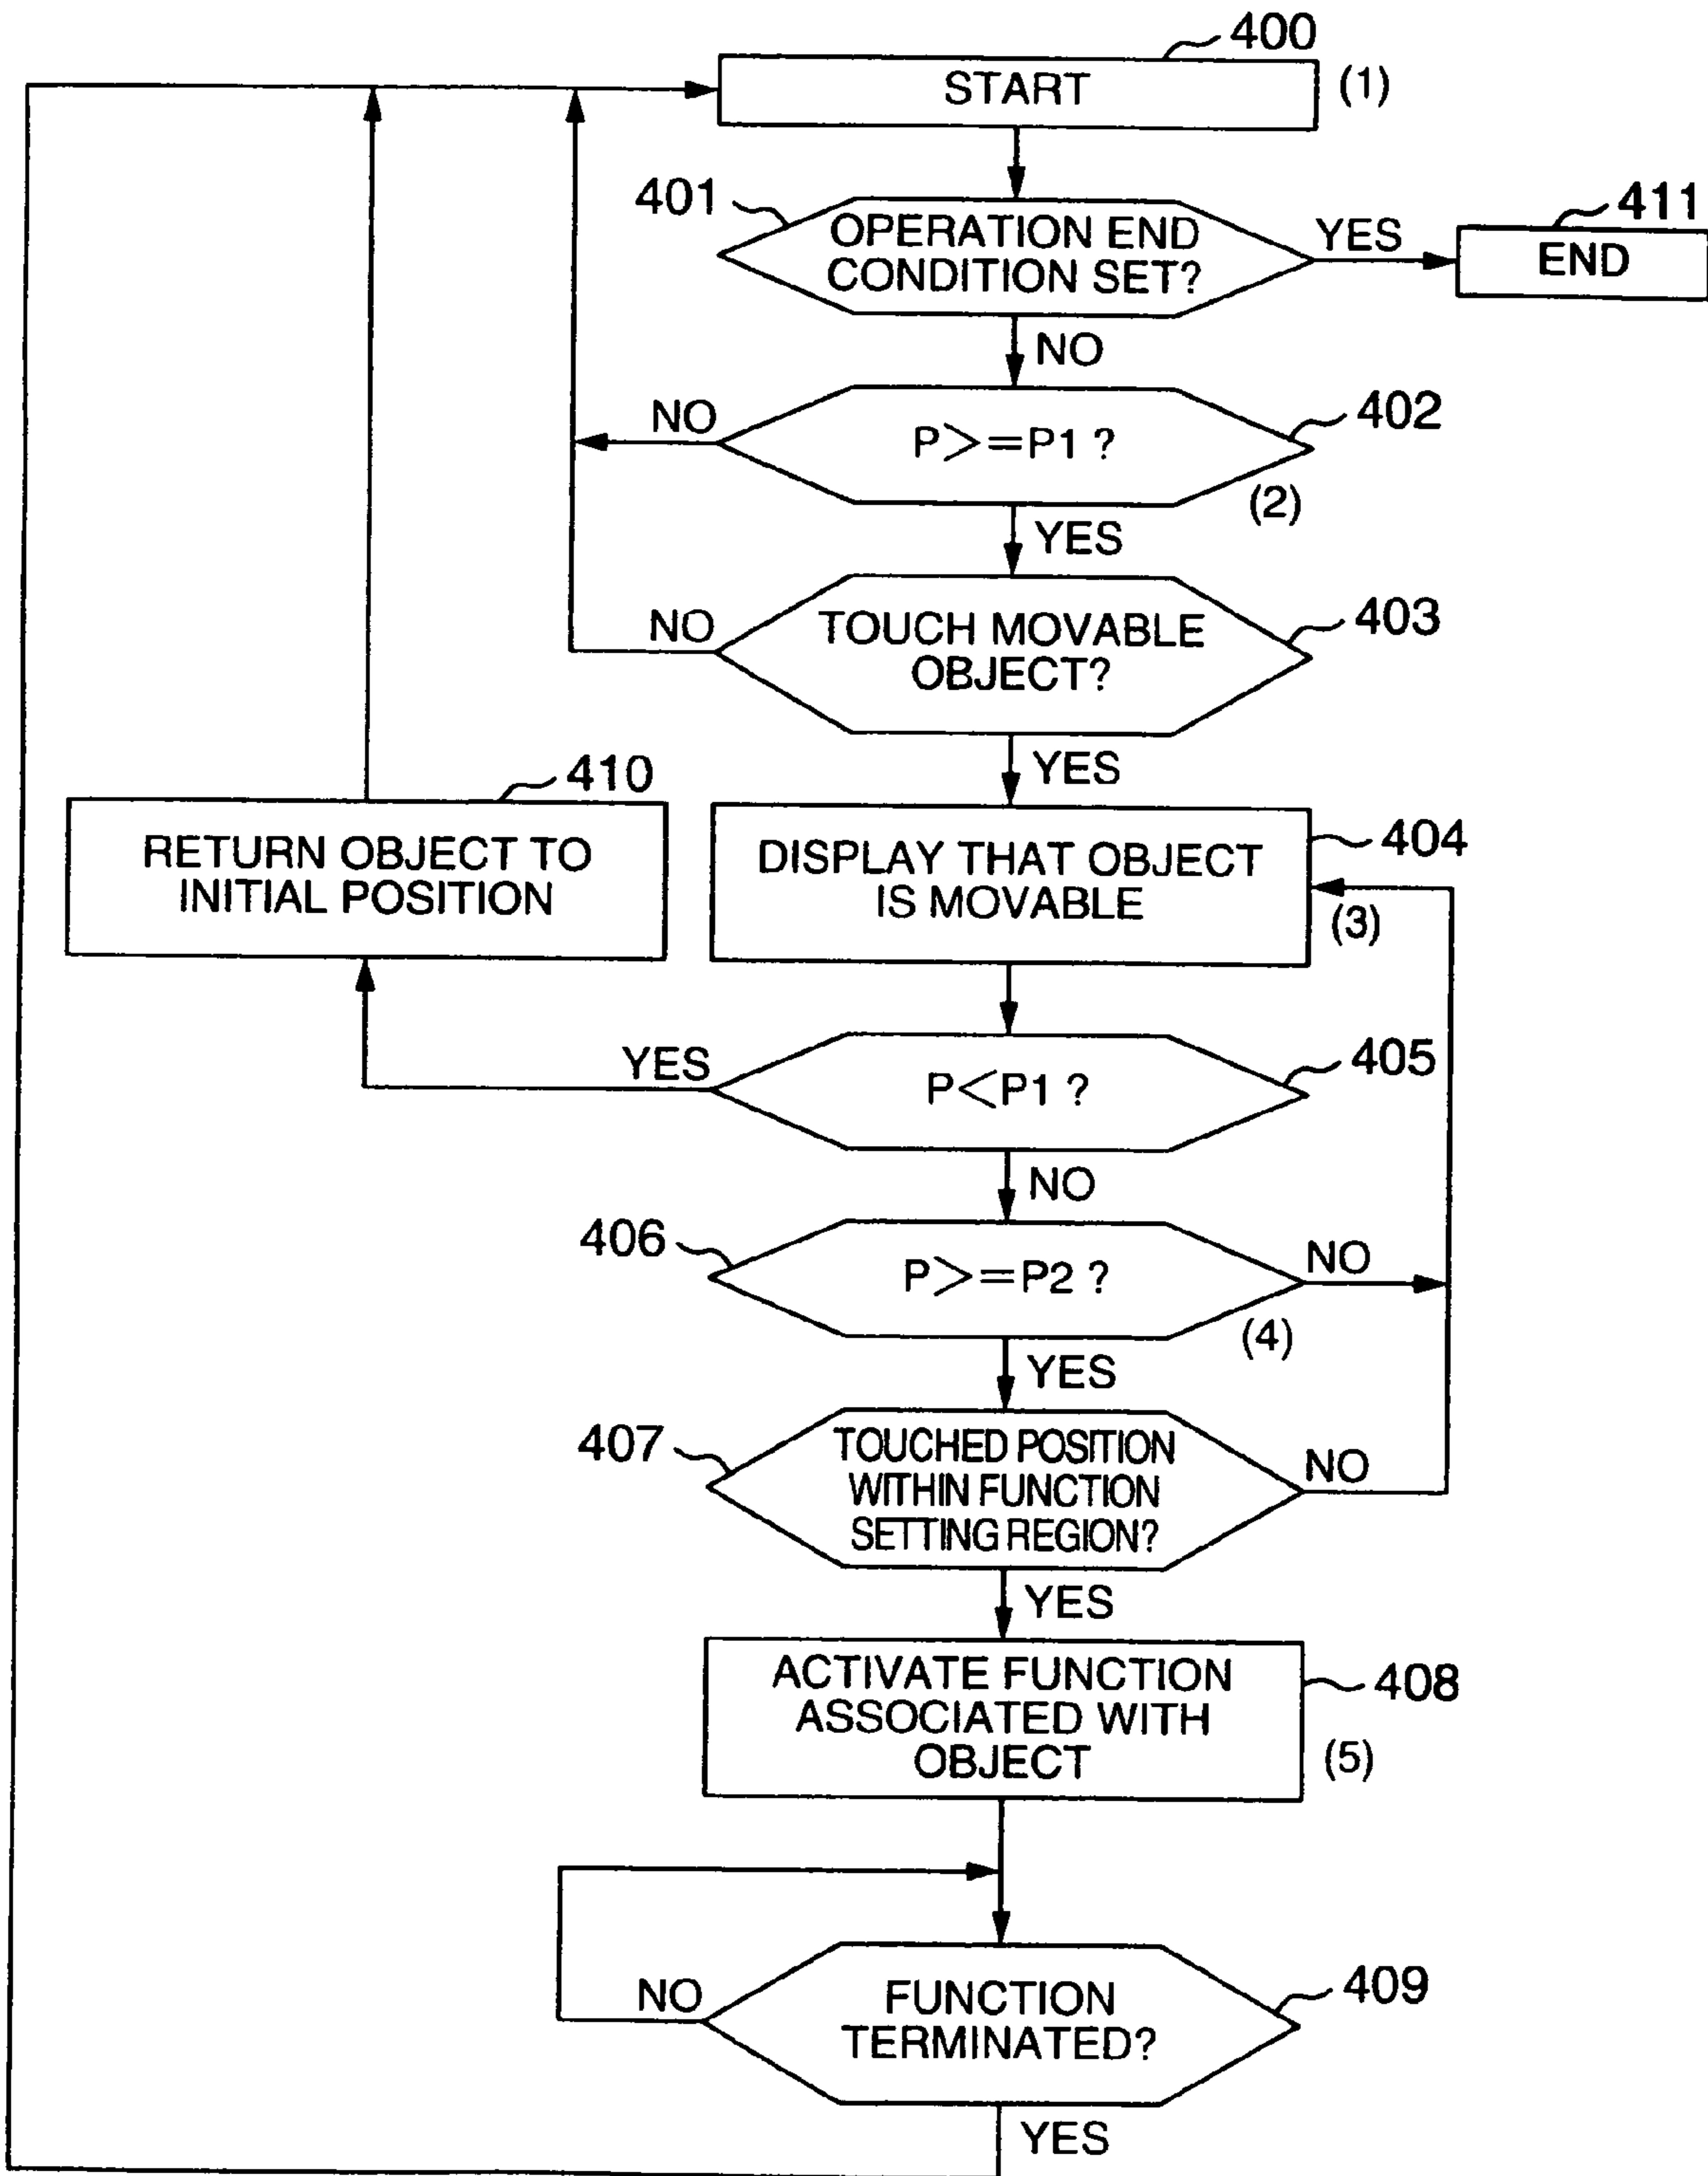 400
START
(1)
401
OPERATION END
CONDITION SET?
YES
411
END
NO
NO
P>=P1 ?
402
(2)
YES
NO
TOUCH MOVABLE
OBJECT?
403
YES
410
RETURN OBJECT TO
INITIAL POSITION
DISPLAY THAT OBJECT
IS MOVABLE
404
(3)
YES
P<P1 ?
405
NO
406
P>=P2 ?
NO
(4)
YES
407
TOUCHED POSITION
WITHIN FUNCTION
SETTING REGION?
NO
YES
ACTIVATE FUNCTION
ASSOCIATED WITH
OBJECT
408
(5)
NO
FUNCTION
TERMINATED?
409
YES